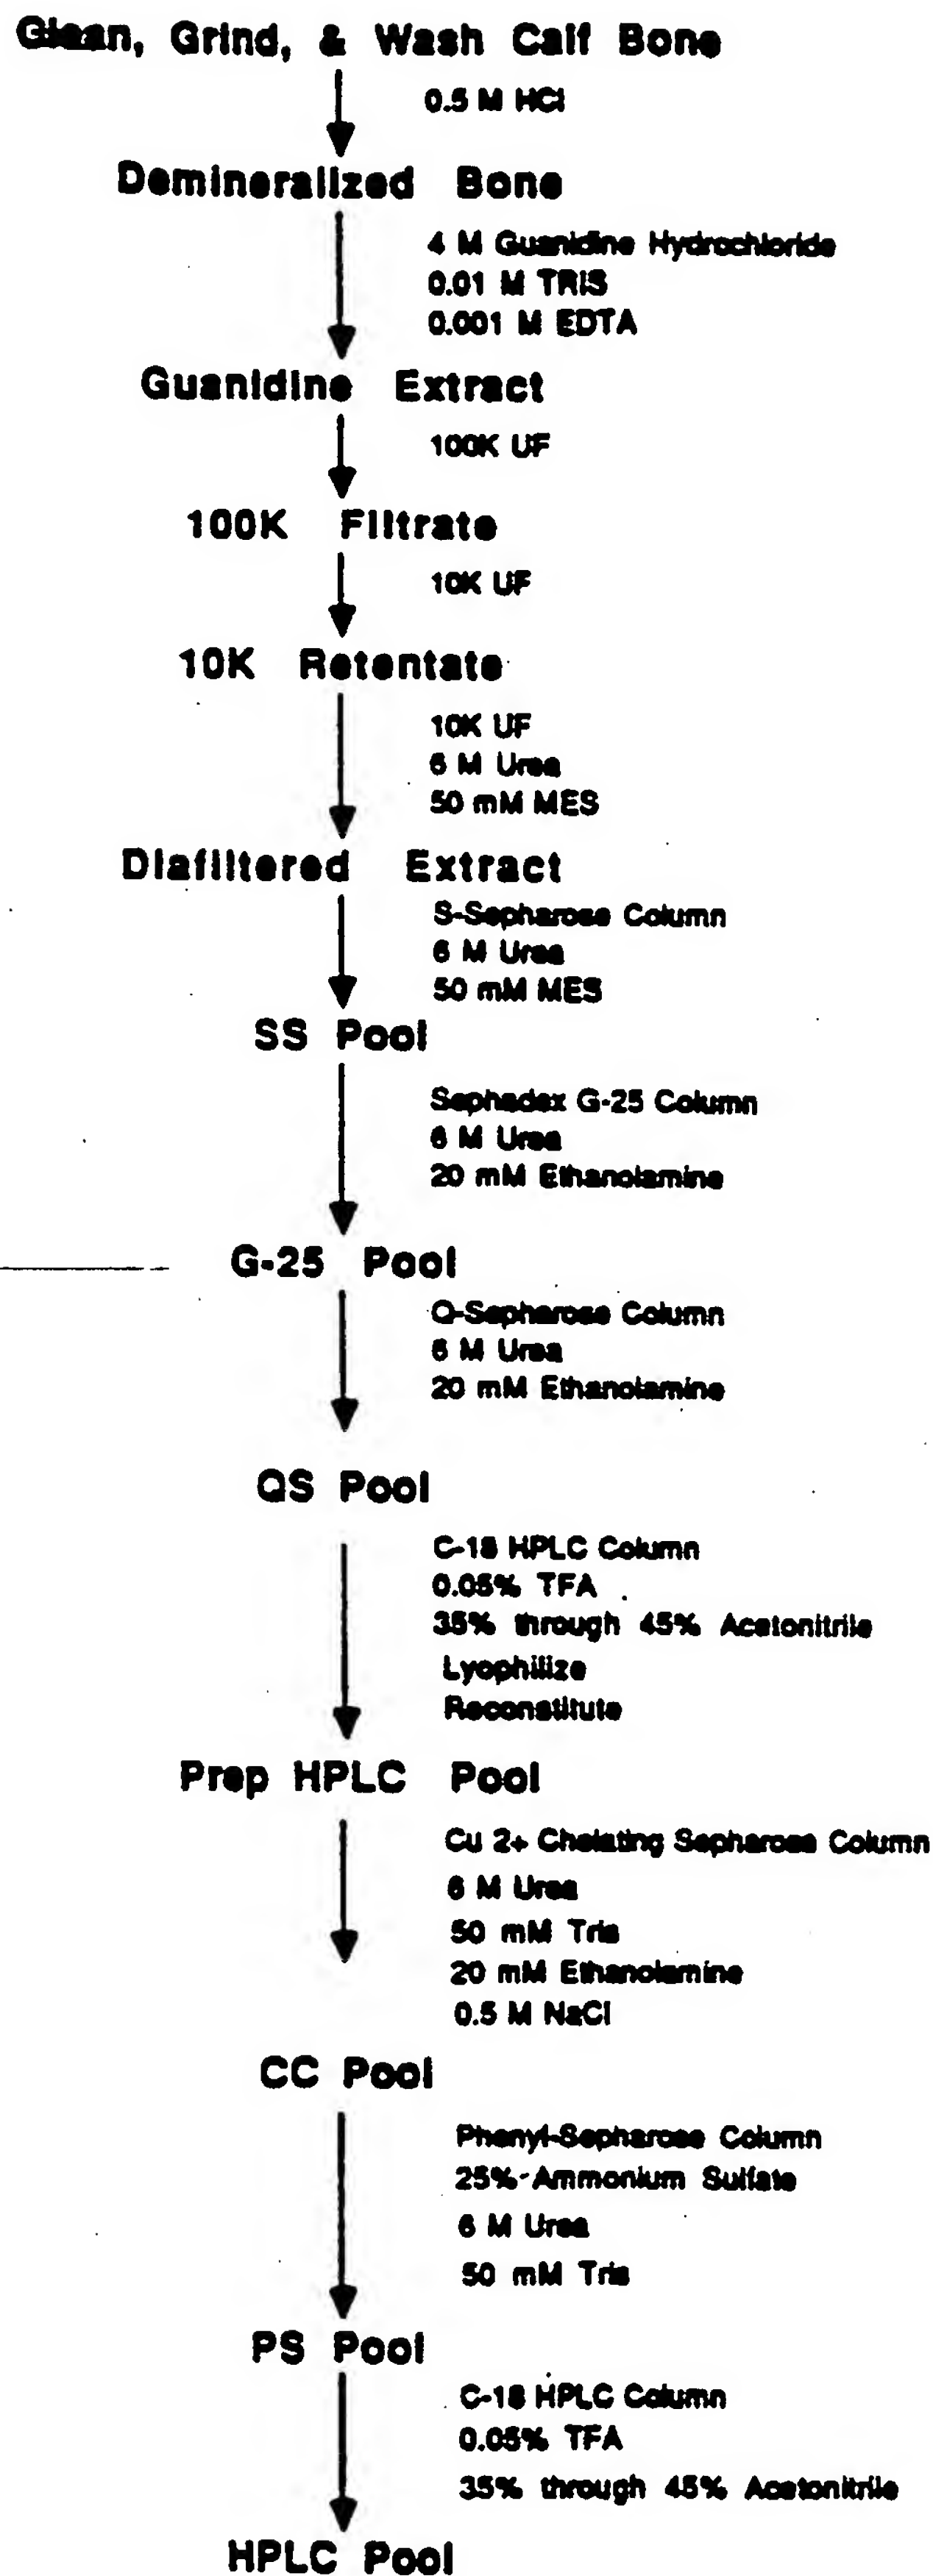 Clean, Grind, & Wash Calf Bone
0.5 M HCl
Demineralized Bone
4 M Guanidine Hydrochloride
0.01 M TRIS
0.001 M EDTA
Guanidine Extract
100K UF
100K Filtrate
10K UF
10K Retentate
10K UF
6 M Urea
50 mM MES
Diafiltered Extract
S-Sepharose Column
6 M Urea
50 mM MES
SS Pool
Sephadex G-25 Column
6 M Urea
20 mM Ethanolamine
G-25 Pool
Q-Sepharose Column
6 M Urea
20 mM Ethanolamine
QS Pool
C-18 HPLC Column
0.05% TFA
35% through 45% Acetonitrile
Lyophilize
Reconstitute
Prep HPLC Pool
Cu 2+ Chelating Sepharose Column
6 M Urea
50 mM Tris
20 mM Ethanolamine
0.5 M NaCl
CC Pool
Phenyl-Sepharose Column
25% Ammonium Sulfate
6 M Urea
50 mM Tris
PS Pool
C-18 HPLC Column
0.05% TFA
35% through 45% Acetonitrile
HPLC Pool